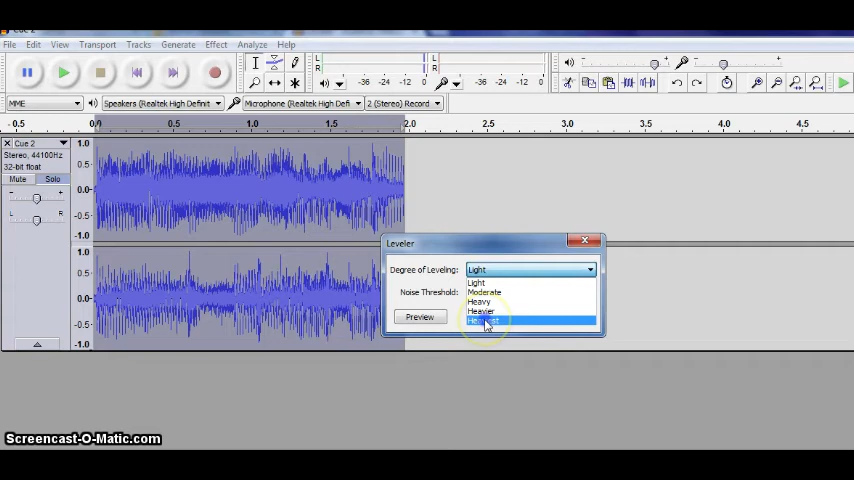 Cue 2
File Edit View Transport Tracks Generate Effect Analyze Help
L
R
-36 -24 -12 0
-36 -24 -12 0
MME Speakers (Realtek High Definit Microphone (Realtek High Defi 2 (Stereo) Record
-0.5 0.0 0.5 1.0 1.5 2.0 2.5 3.0 3.5 4.0 4.5
Cue 2
Stereo, 44100Hz
32-bit float
Mute Solo
- +
L R
1.0
0.5
0.0
-0.5
-1.0
1.0
0.5
0.0
-0.5
-1.0
Leveler
Degree of Leveling: Light
Light
Moderate
Heavy
Heavier
Heaviest
Noise Threshold:
Preview
Screencast-O-Matic.com